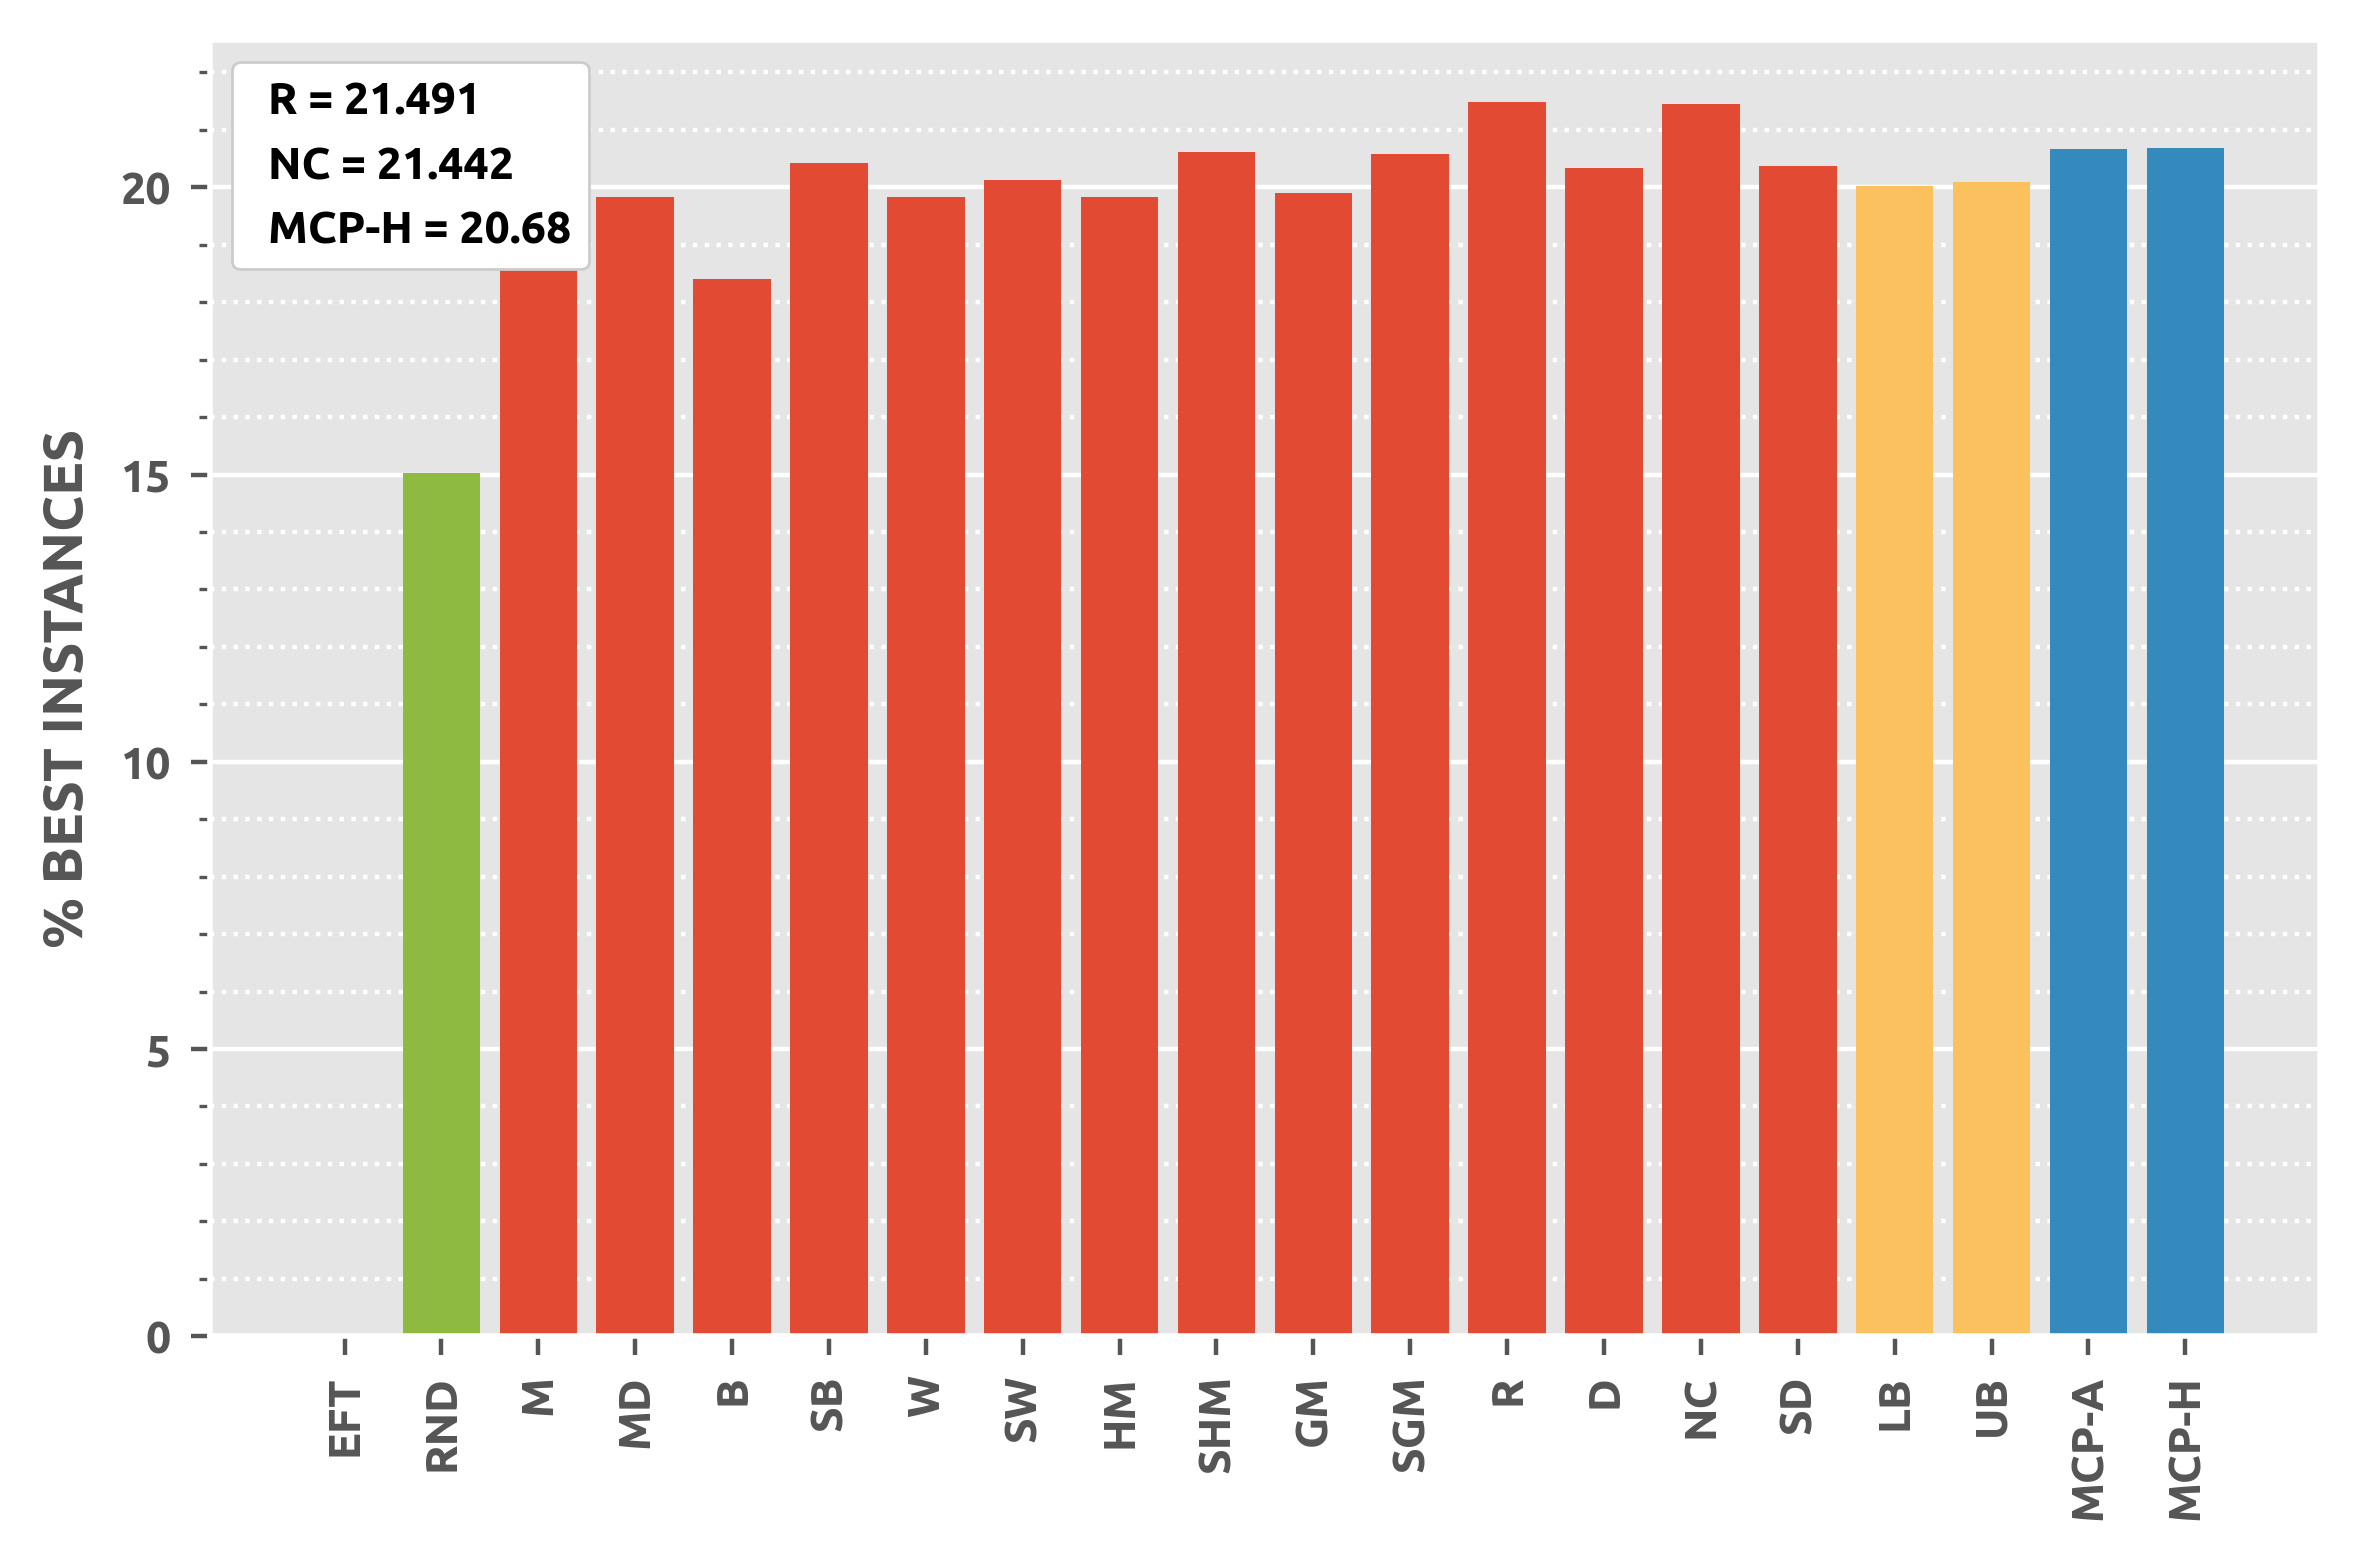 R = 21.491
NC = 21.442
MCP-H = 20.68
% BEST INSTANCES
20
15
10
5
0
EFT
RND
M
MD
B
SB
W
SW
HM
SHM
GM
SGM
R
D
NC
SD
LB
UB
MCP-A
MCP-H